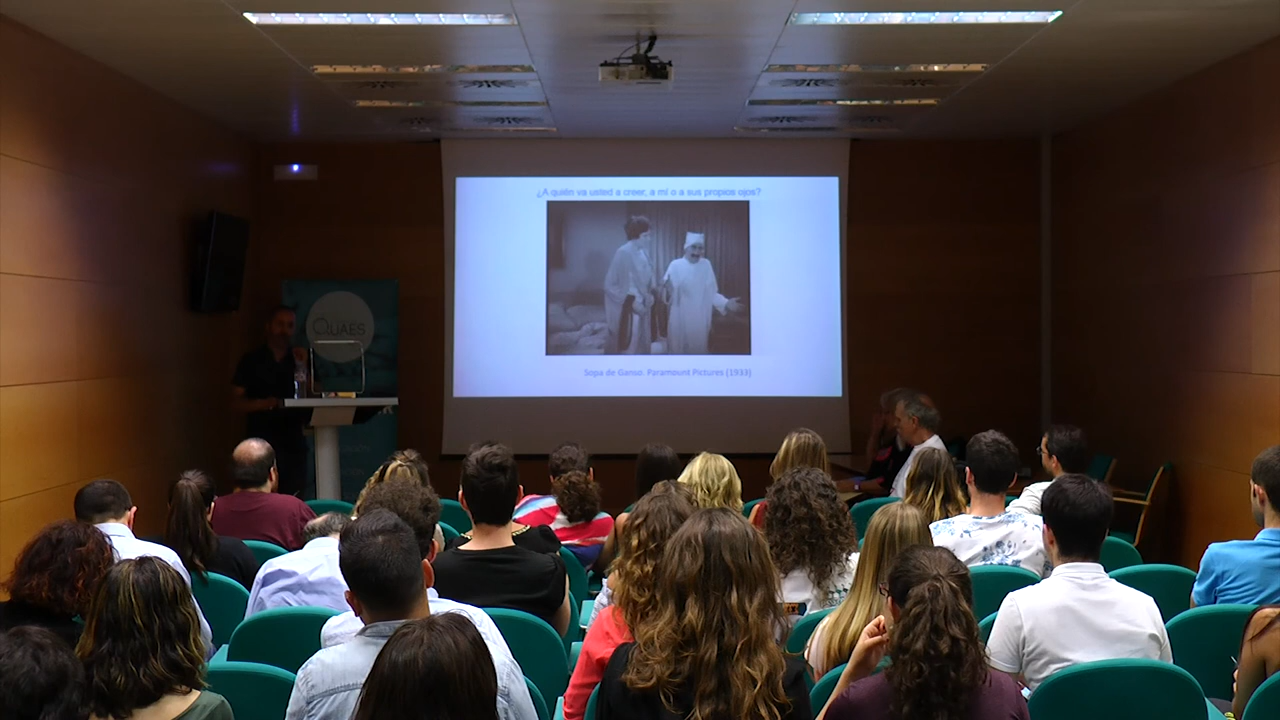 ¿A quién va usted a creer, a mí o a sus propios ojos?
QUAES
Sopa de Ganso. Paramount Pictures (1933)